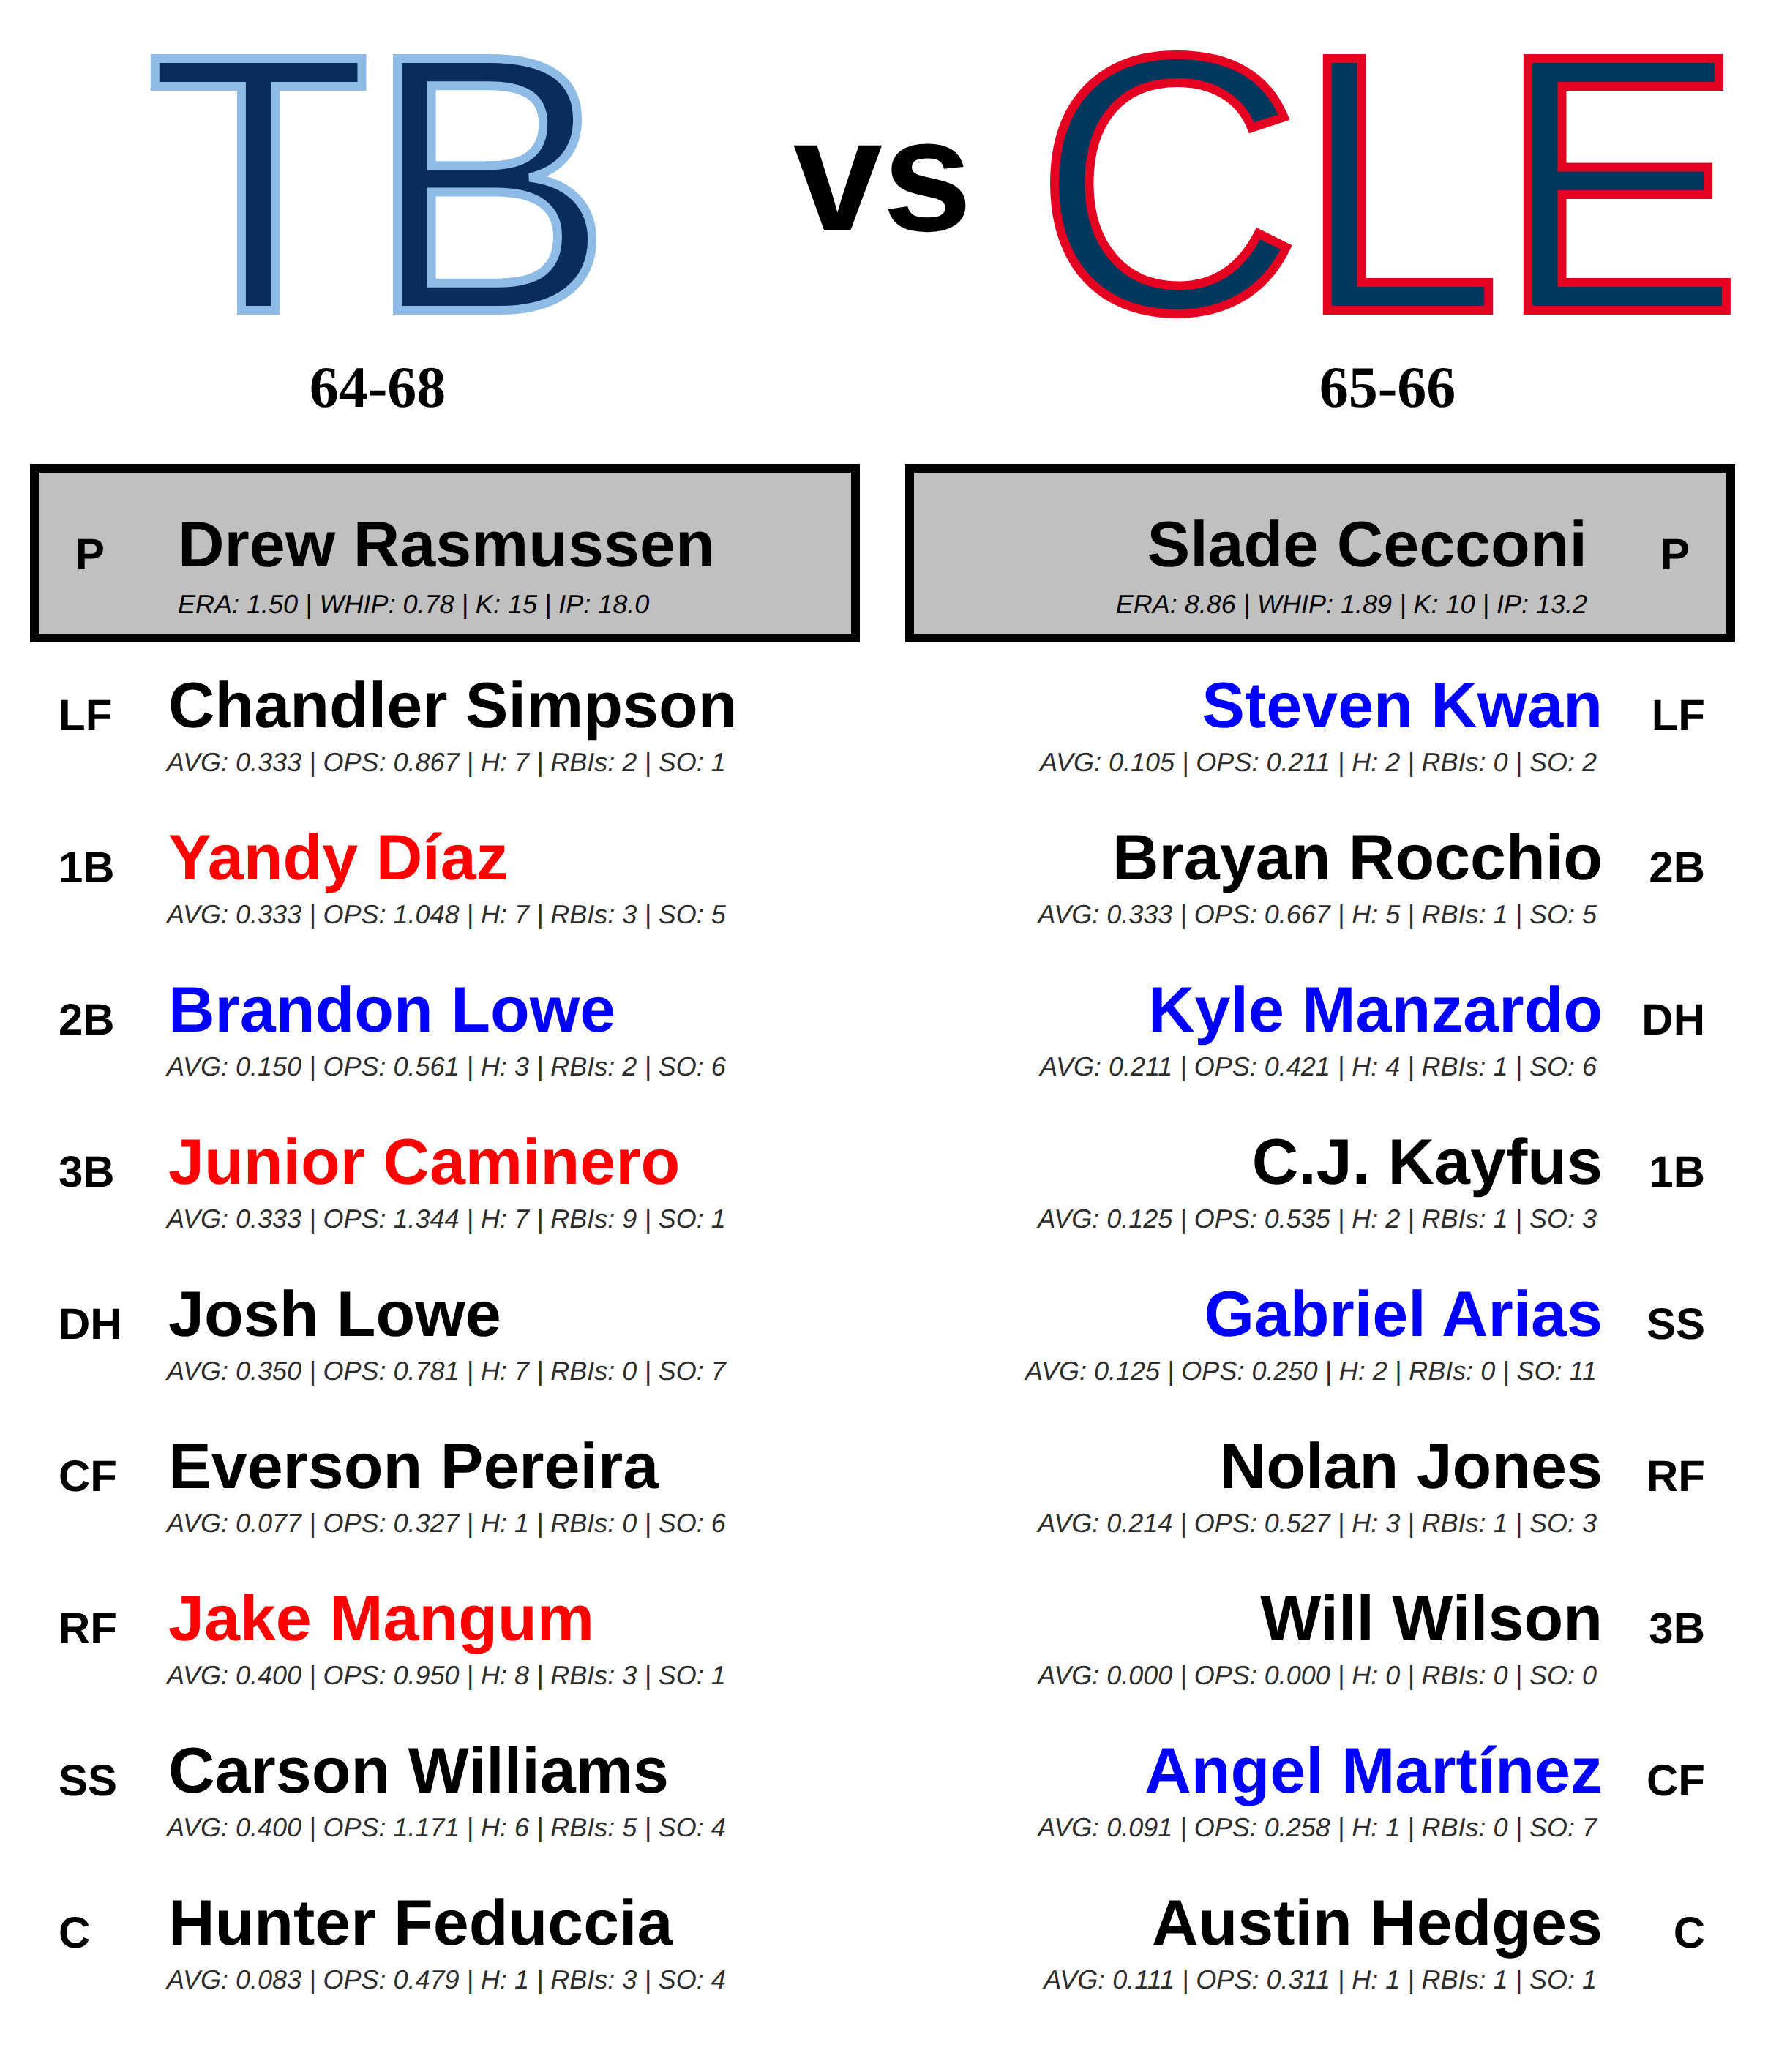 TB vs CLE
64-68 65-66
P Drew Rasmussen
ERA: 1.50 | WHIP: 0.78 | K: 15 | IP: 18.0
Slade Cecconi P
ERA: 8.86 | WHIP: 1.89 | K: 10 | IP: 13.2
LF Chandler Simpson
AVG: 0.333 | OPS: 0.867 | H: 7 | RBIs: 2 | SO: 1
1B Yandy Díaz
AVG: 0.333 | OPS: 1.048 | H: 7 | RBIs: 3 | SO: 5
2B Brandon Lowe
AVG: 0.150 | OPS: 0.561 | H: 3 | RBIs: 2 | SO: 6
3B Junior Caminero
AVG: 0.333 | OPS: 1.344 | H: 7 | RBIs: 9 | SO: 1
DH Josh Lowe
AVG: 0.350 | OPS: 0.781 | H: 7 | RBIs: 0 | SO: 7
CF Everson Pereira
AVG: 0.077 | OPS: 0.327 | H: 1 | RBIs: 0 | SO: 6
RF Jake Mangum
AVG: 0.400 | OPS: 0.950 | H: 8 | RBIs: 3 | SO: 1
SS Carson Williams
AVG: 0.400 | OPS: 1.171 | H: 6 | RBIs: 5 | SO: 4
C Hunter Feduccia
AVG: 0.083 | OPS: 0.479 | H: 1 | RBIs: 3 | SO: 4
Steven Kwan LF
AVG: 0.105 | OPS: 0.211 | H: 2 | RBIs: 0 | SO: 2
Brayan Rocchio 2B
AVG: 0.333 | OPS: 0.667 | H: 5 | RBIs: 1 | SO: 5
Kyle Manzardo DH
AVG: 0.211 | OPS: 0.421 | H: 4 | RBIs: 1 | SO: 6
C.J. Kayfus 1B
AVG: 0.125 | OPS: 0.535 | H: 2 | RBIs: 1 | SO: 3
Gabriel Arias SS
AVG: 0.125 | OPS: 0.250 | H: 2 | RBIs: 0 | SO: 11
Nolan Jones RF
AVG: 0.214 | OPS: 0.527 | H: 3 | RBIs: 1 | SO: 3
Will Wilson 3B
AVG: 0.000 | OPS: 0.000 | H: 0 | RBIs: 0 | SO: 0
Angel Martínez CF
AVG: 0.091 | OPS: 0.258 | H: 1 | RBIs: 0 | SO: 7
Austin Hedges C
AVG: 0.111 | OPS: 0.311 | H: 1 | RBIs: 1 | SO: 1